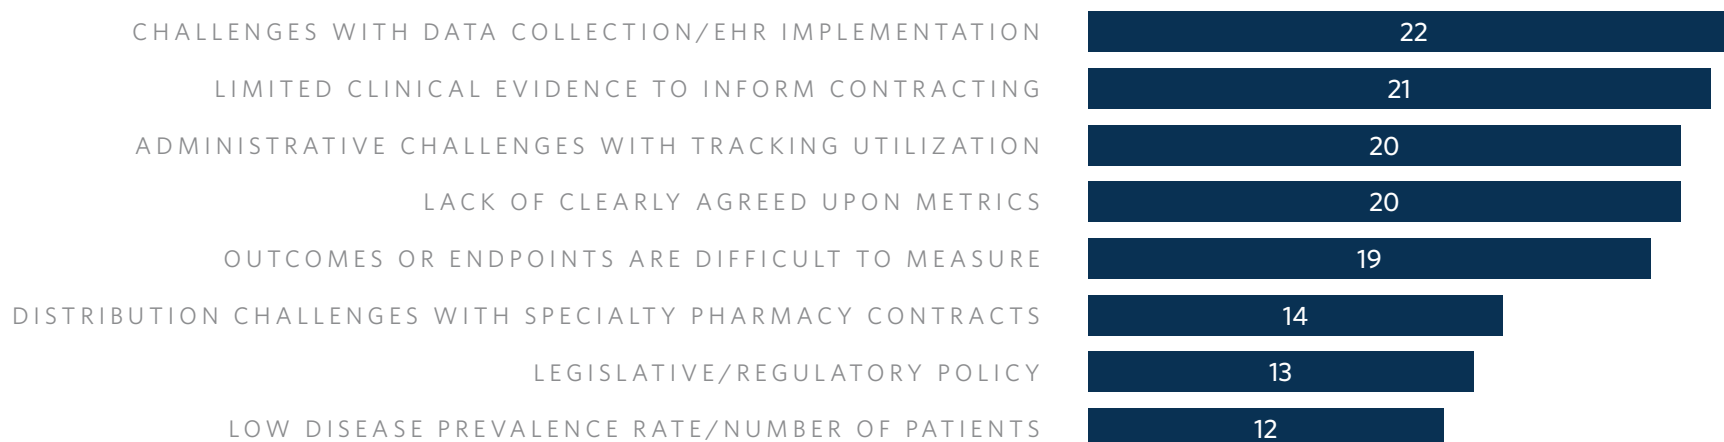 CHALLENGES WITH DATA COLLECTION/EHR IMPLEMENTATION 22
LIMITED CLINICAL EVIDENCE TO INFORM CONTRACTING 21
ADMINISTRATIVE CHALLENGES WITH TRACKING UTILIZATION 20
LACK OF CLEARLY AGREED UPON METRICS 20
OUTCOMES OR ENDPOINTS ARE DIFFICULT TO MEASURE 19
DISTRIBUTION CHALLENGES WITH SPECIALTY PHARMACY CONTRACTS 14
LEGISLATIVE/REGULATORY POLICY 13
LOW DISEASE PREVALENCE RATE/NUMBER OF PATIENTS 12